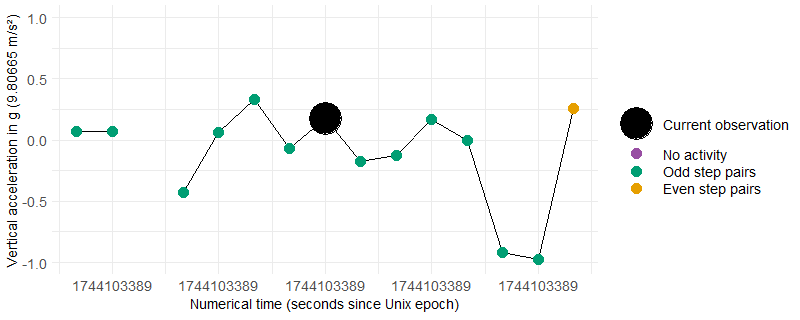 Vertical acceleration in g (9.80665 m/s²)
1.0
0.5
0.0
-0.5
-1.0
1744103389 1744103389 1744103389 1744103389 1744103389
Numerical time (seconds since Unix epoch)
Current observation
No activity
Odd step pairs
Even step pairs